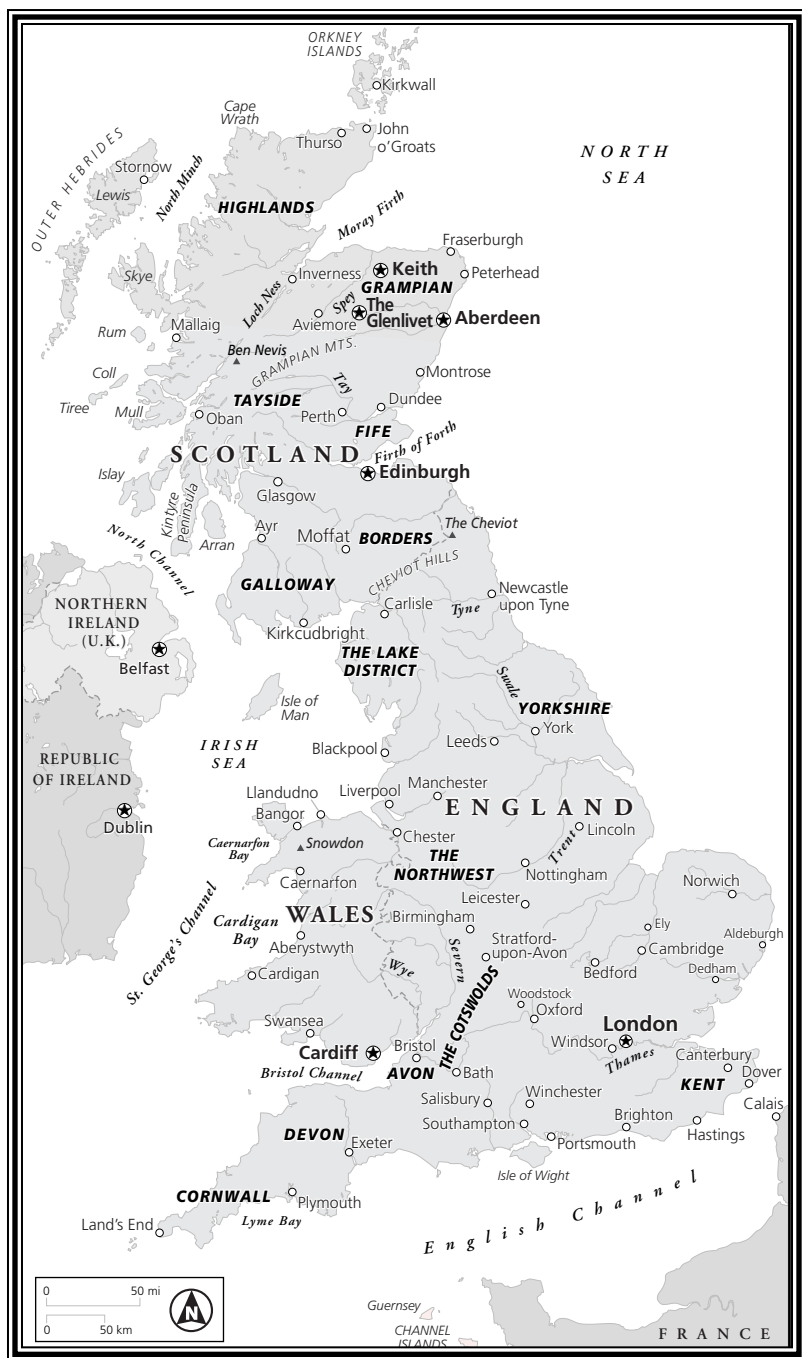 ORKNEY
ISLANDS
Kirkwall
Cape
Wrath
Thurso
John
o'Groats
NORTH
SEA
OUTER HEBRIDES
Stornow
Lewis
North Minch
HIGHLANDS
Moray Firth
Fraserburgh
Skye
Inverness
Keith
Peterhead
GRAMPIAN
Loch Ness
Spey
The
Glenlivet
Aberdeen
Rum
Mallaig
Aviemore
Ben Nevis
GRAMPIAN MTS.
Coll
Tay
Montrose
Tiree
Mull
TAYSIDE
Dundee
Oban
Perth
FIFE
SCOTLAND
Firth of Forth
Islay
Edinburgh
Glasgow
Kintyre
Peninsula
Arran
Ayr
Moffat
BORDERS
The Cheviot
North Channel
CHEVIOT HILLS
GALLOWAY
Newcastle
upon Tyne
NORTHERN
IRELAND
(U.K.)
Carlisle
Tyne
Kirkcudbright
Belfast
THE LAKE
DISTRICT
Swale
Isle of
Man
YORKSHIRE
IRISH
SEA
York
Leeds
Blackpool
REPUBLIC
OF IRELAND
Llandudno
Liverpool
Manchester
ENGLAND
Bangor
Dublin
Chester
Trent
Lincoln
Caernarfon
Bay
Snowdon
THE
NORTHWEST
Caernarfon
Nottingham
Norwich
St. George's Channel
Cardigan
Bay
WALES
Leicester
Birmingham
Ely
Aldeburgh
Aberystwyth
Severn
Stratford-
upon-Avon
Cambridge
Wye
Bedford
Dedham
Cardigan
THE COTSWOLDS
Woodstock
Oxford
Swansea
London
Cardiff
Bristol
Windsor
Thames
Canterbury
Bristol Channel
AVON
Bath
KENT
Dover
Salisbury
Winchester
Calais
Southampton
Brighton
DEVON
Exeter
Portsmouth
Hastings
Isle of Wight
CORNWALL
Plymouth
Land's End
Lyme Bay
English Channel
0
50 mi
0
50 km
N
Guernsey
CHANNEL
ISLANDS
FRANCE